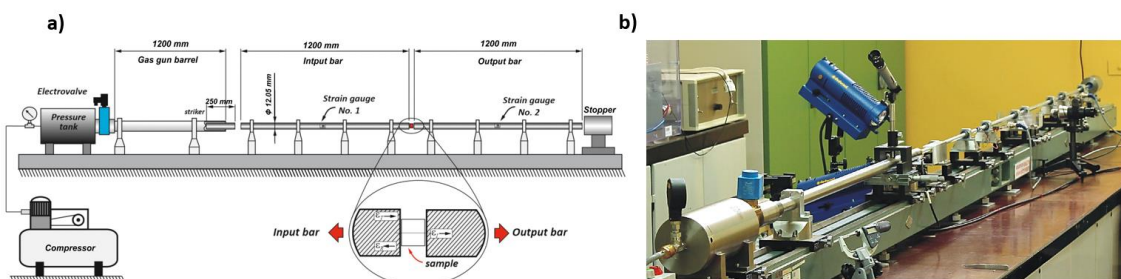 a)
b)
1200 mm
Gas gun barrel
1200 mm
Intput bar
1200 mm
Output bar
Electrovalve
Pressure
tank
striker
250 mm
Φ 12.05 mm
Strain gauge
No. 1
Strain gauge
No. 2
Stopper
Compressor
Input bar
Output bar
sample